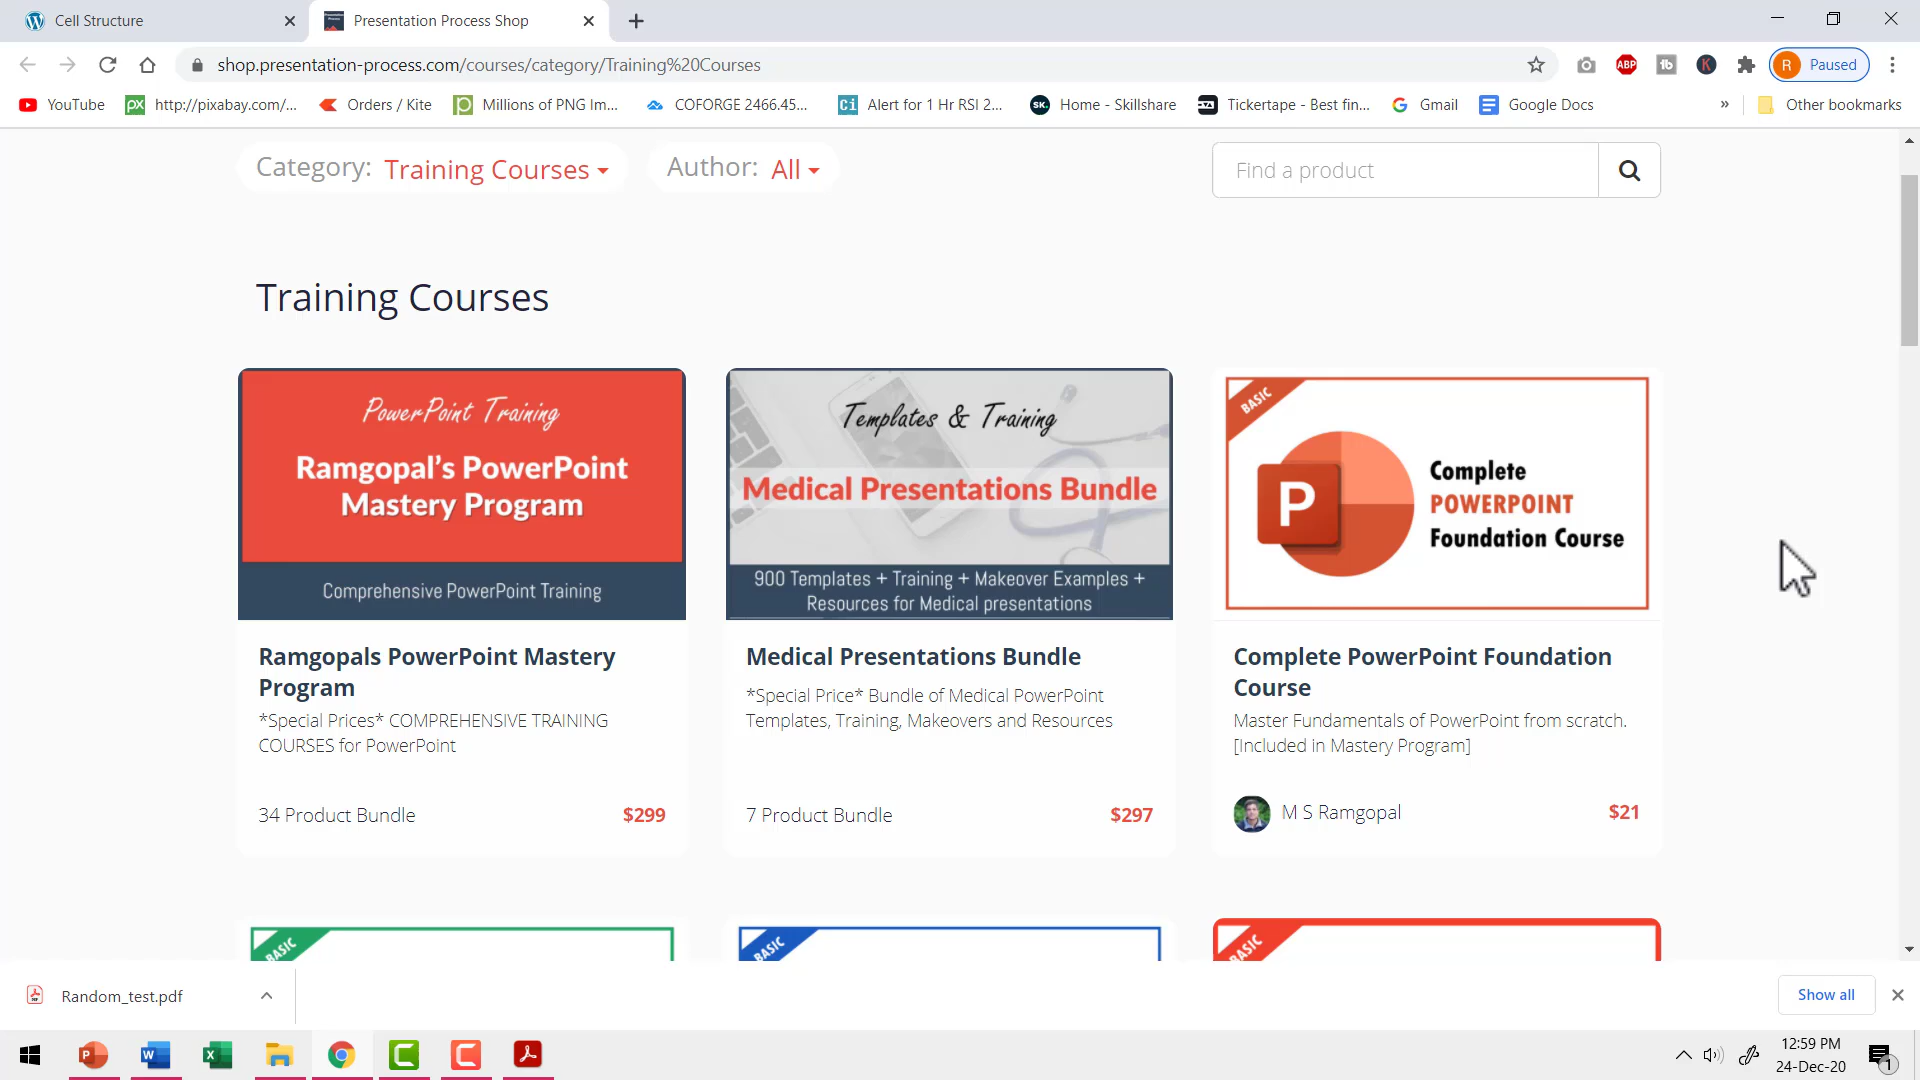 Cell Structure
Presentation Process Shop
shop.presentation-process.com/courses/category/Training%20Courses
ABP
R Paused
YouTube
http://pixabay.com/...
Orders / Kite
Millions of PNG Im...
COFORGE 2466.45...
Alert for 1 Hr RSI 2...
Home - Skillshare
Tickertape - Best fin...
Gmail
Google Docs
»
Other bookmarks
Category: Training Courses
Author: All
Find a product
Training Courses
PowerPoint Training
Ramgopal's PowerPoint
Mastery Program
Comprehensive PowerPoint Training
Ramgopals PowerPoint Mastery
Program
*Special Prices* COMPREHENSIVE TRAINING
COURSES for PowerPoint
34 Product Bundle
$299
Templates & Training
Medical Presentations Bundle
900 Templates + Training + Makeover Examples +
Resources for Medical presentations
Medical Presentations Bundle
*Special Price* Bundle of Medical PowerPoint
Templates, Training, Makeovers and Resources
7 Product Bundle
$297
BASIC
P
Complete
POWERPOINT
Foundation Course
Complete PowerPoint Foundation
Course
Master Fundamentals of PowerPoint from scratch.
[Included in Mastery Program]
M S Ramgopal
$21
BASIC
BASIC
BASIC
Random_test.pdf
Show all
12:59 PM
24-Dec-20
1